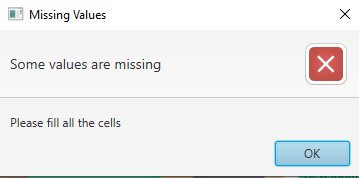 Missing Values
Some values are missing
Please fill all the cells
OK